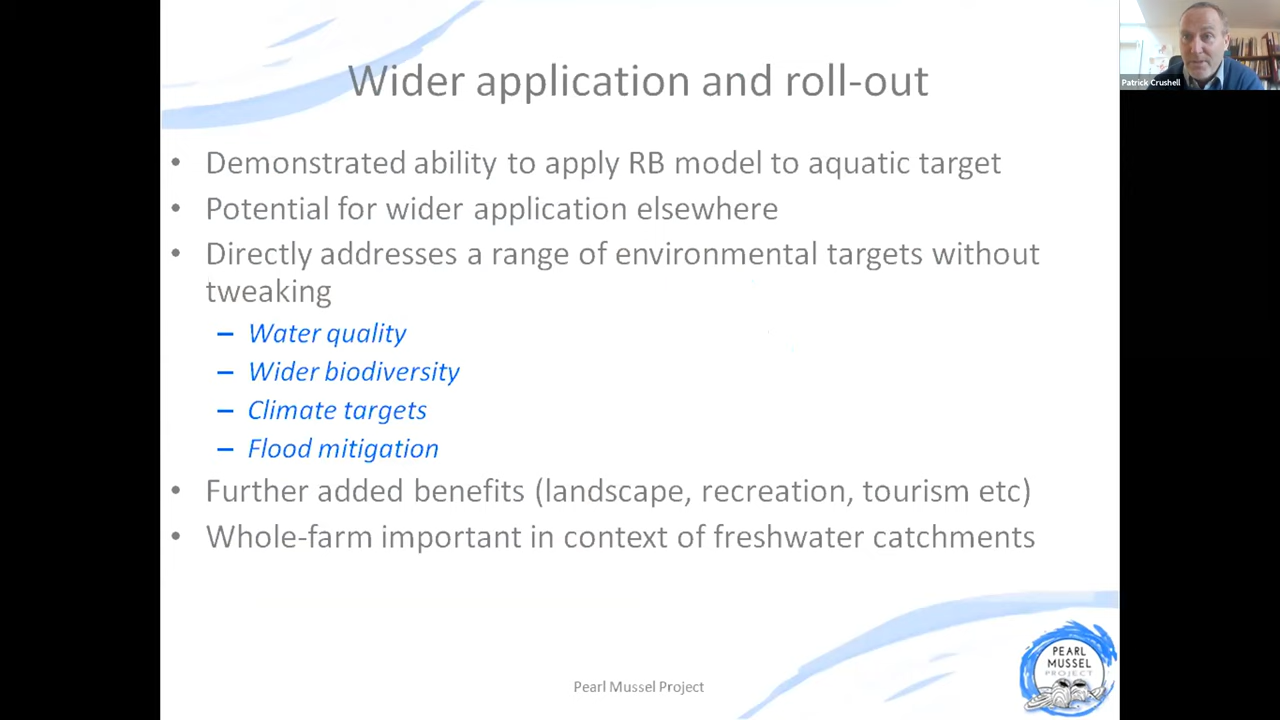 Wider application and roll-out
Patrick Crushell
• Demonstrated ability to apply RB model to aquatic target
• Potential for wider application elsewhere
• Directly addresses a range of environmental targets without
tweaking
– Water quality
– Wider biodiversity
– Climate targets
– Flood mitigation
• Further added benefits (landscape, recreation, tourism etc)
• Whole-farm important in context of freshwater catchments
Pearl Mussel Project
PEARL
MUSSEL
PROJECT